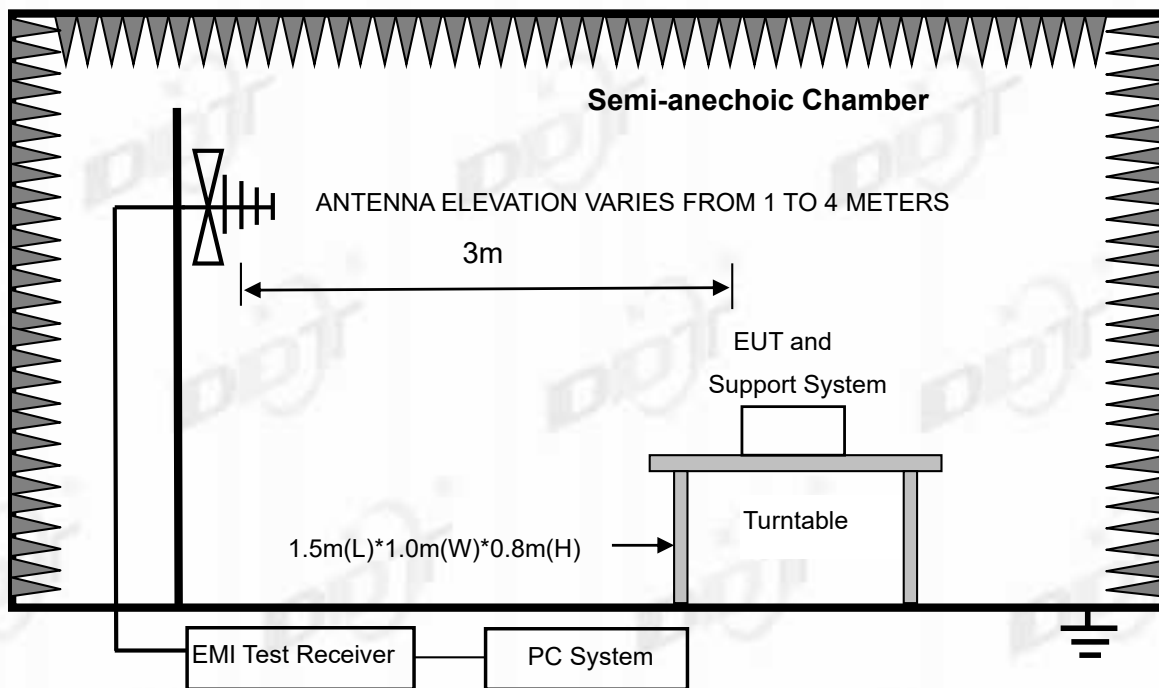 Semi-anechoic Chamber
ANTENNA ELEVATION VARIES FROM 1 TO 4 METERS
3m
EUT and
Support System
Turntable
1.5m(L)*1.0m(W)*0.8m(H)
EMI Test Receiver
PC System